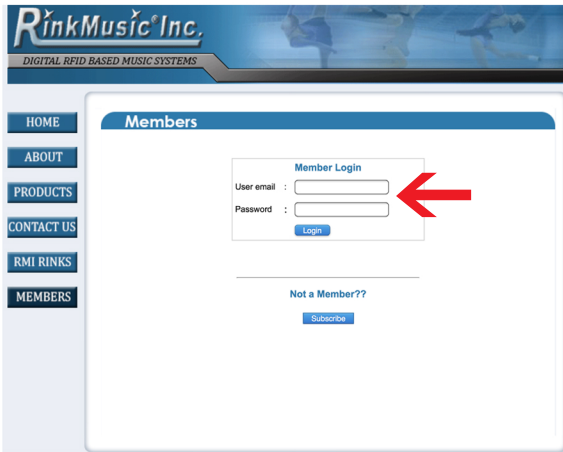 RinkMusic® Inc.
DIGITAL RFID BASED MUSIC SYSTEMS
HOME
ABOUT
PRODUCTS
CONTACT US
RMI RINKS
MEMBERS
Members
Member Login
User email :
Password :
Login
Not a Member??
Subscribe